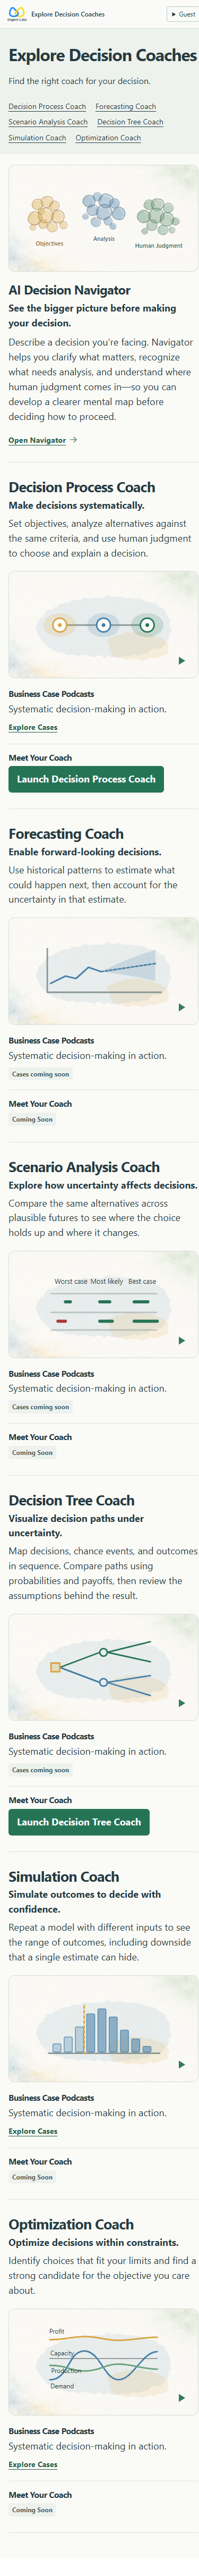 Explore Decision Coaches
▶ Guest
Explore Decision Coaches
Find the right coach for your decision.
Decision Process Coach Forecasting Coach
Scenario Analysis Coach Decision Tree Coach
Simulation Coach Optimization Coach
Objectives
Analysis
Human Judgment
AI Decision Navigator
See the bigger picture before making
your decision.
Describe a decision you're facing. Navigator
helps you clarify what matters, recognize
what needs analysis, and understand where
human judgment comes in—so you can
develop a clearer mental map before
deciding how to proceed.
Open Navigator →
Decision Process Coach
Make decisions systematically.
Set objectives, analyze alternatives against
the same criteria, and use human judgment
to choose and explain a decision.
Business Case Podcasts
Systematic decision-making in action.
Explore Cases
Meet Your Coach
Launch Decision Process Coach
Forecasting Coach
Enable forward-looking decisions.
Use historical patterns to estimate what
could happen next, then account for the
uncertainty in that estimate.
Business Case Podcasts
Systematic decision-making in action.
Cases coming soon
Meet Your Coach
Coming Soon
Scenario Analysis Coach
Explore how uncertainty affects decisions.
Compare the same alternatives across
plausible futures to see where the choice
holds up and where it changes.
Worst case Most likely Best case
Business Case Podcasts
Systematic decision-making in action.
Cases coming soon
Meet Your Coach
Coming Soon
Decision Tree Coach
Visualize decision paths under
uncertainty.
Map decisions, chance events, and outcomes
in sequence. Compare paths using
probabilities and payoffs, then review the
assumptions behind the result.
Business Case Podcasts
Systematic decision-making in action.
Cases coming soon
Meet Your Coach
Launch Decision Tree Coach
Simulation Coach
Simulate outcomes to decide with
confidence.
Repeat a model with different inputs to see
the range of outcomes, including downside
that a single estimate can hide.
Business Case Podcasts
Systematic decision-making in action.
Explore Cases
Meet Your Coach
Coming Soon
Optimization Coach
Optimize decisions within constraints.
Identify choices that fit your limits and find a
strong candidate for the objective you care
about.
Profit
Capacity
Production
Demand
Business Case Podcasts
Systematic decision-making in action.
Explore Cases
Meet Your Coach
Coming Soon